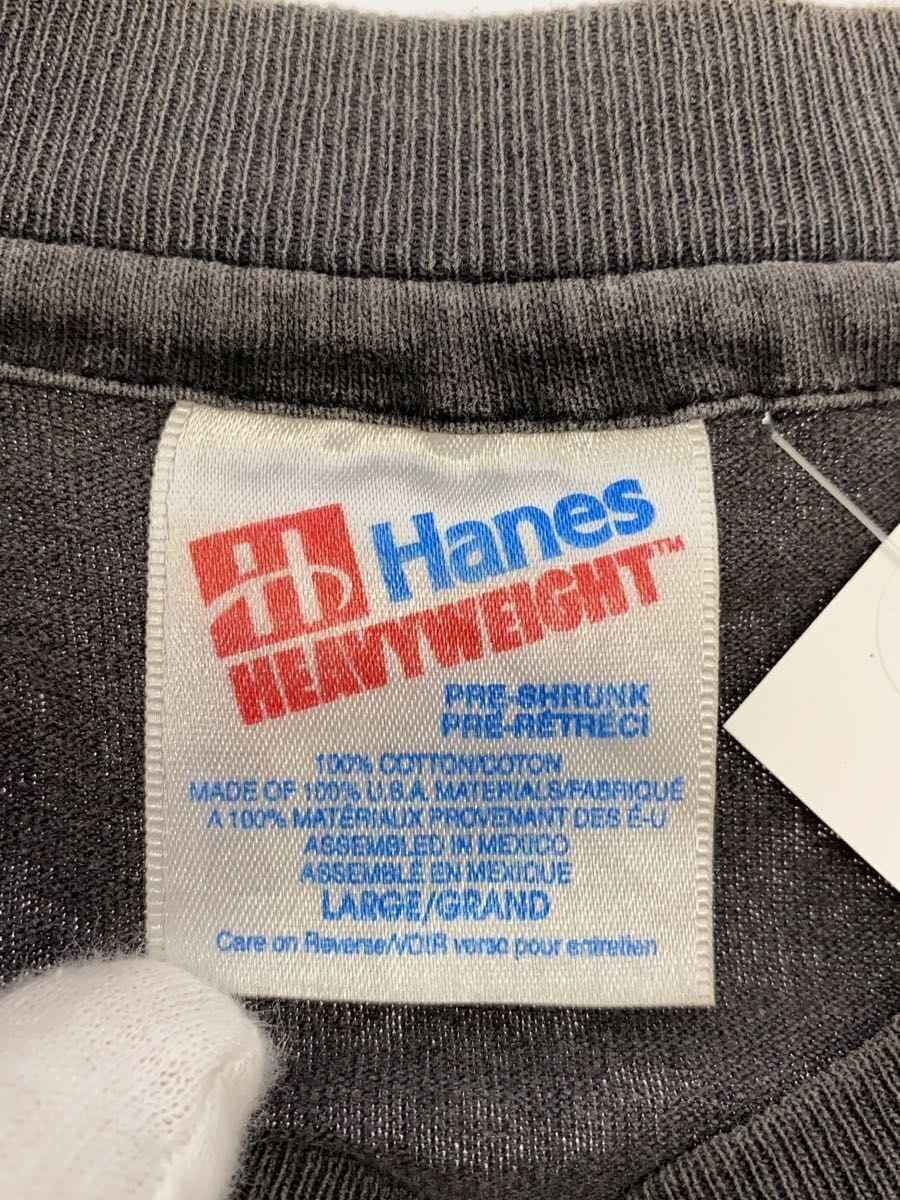 Hanes
HEAVYWEIGHT™
PRE-SHRUNK
PRÉ-RÉTRÉCI
100% COTTON/COTON
MADE OF 100% U.S.A. MATERIALS/FABRIQUÉ
A 100% MATÉRIAUX PROVENANT DES É-U
ASSEMBLED IN MEXICO
ASSEMBLÉ EN MEXIQUE
LARGE/GRAND
Care on Reverse/VOIR verso pour entretien